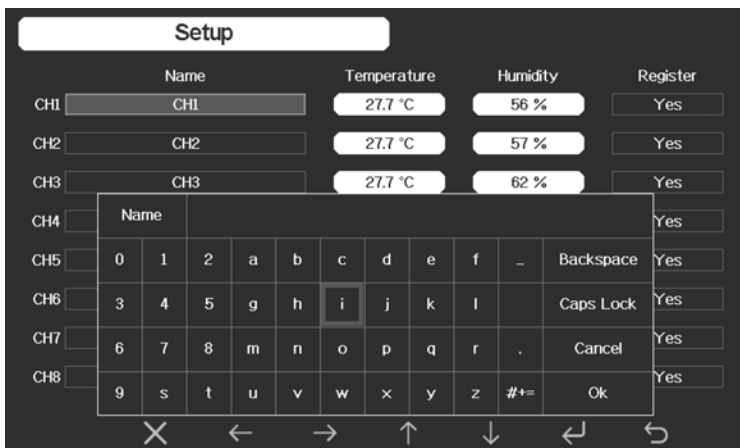 Setup
Name Temperature Humidity Register
CH1 CH1 27.7 °C 56 % Yes
CH2 CH2 27.7 °C 57 % Yes
CH3 CH3 27.7 °C 62 % Yes
CH4 Name Yes
CH5 0 1 2 a b c d e f _ Backspace Yes
CH6 3 4 5 g h i j k l Caps Lock Yes
CH7 6 7 8 m n o p q r . Cancel Yes
CH8 9 s t u v w x y z #+= Ok Yes